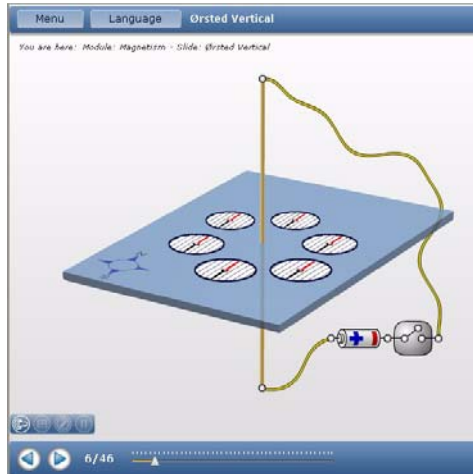 Menu Language Ørsted Vertical
You are here: Module: Magnetism - Slide: Ørsted Vertical
6/46